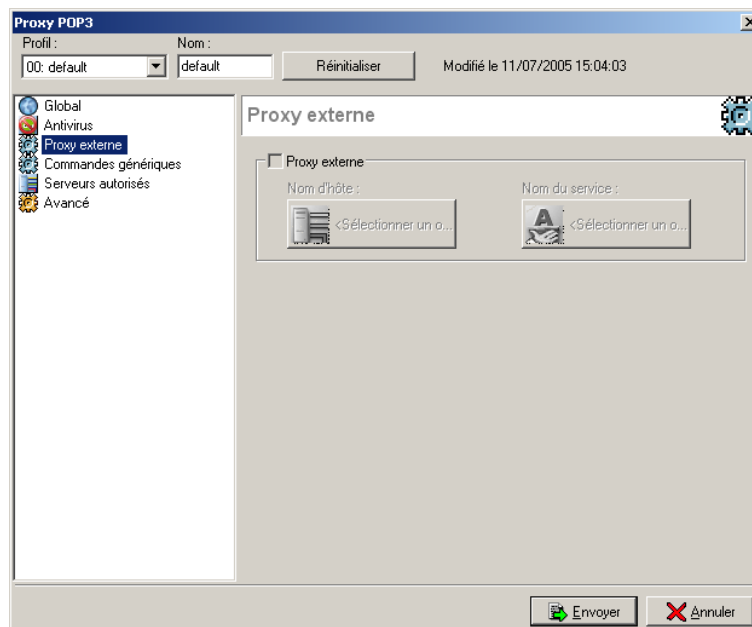 Proxy POP3
Profil :
Nom :
00: default
default
Réinitialiser
Modifié le 11/07/2005 15:04:03
Global
Antivirus
Proxy externe
Commandes génériques
Serveurs autorisés
Avancé
Proxy externe
Proxy externe
Nom d'hôte :
Nom du service :
<Sélectionner un o...
<Sélectionner un o...
Envoyer
Annuler